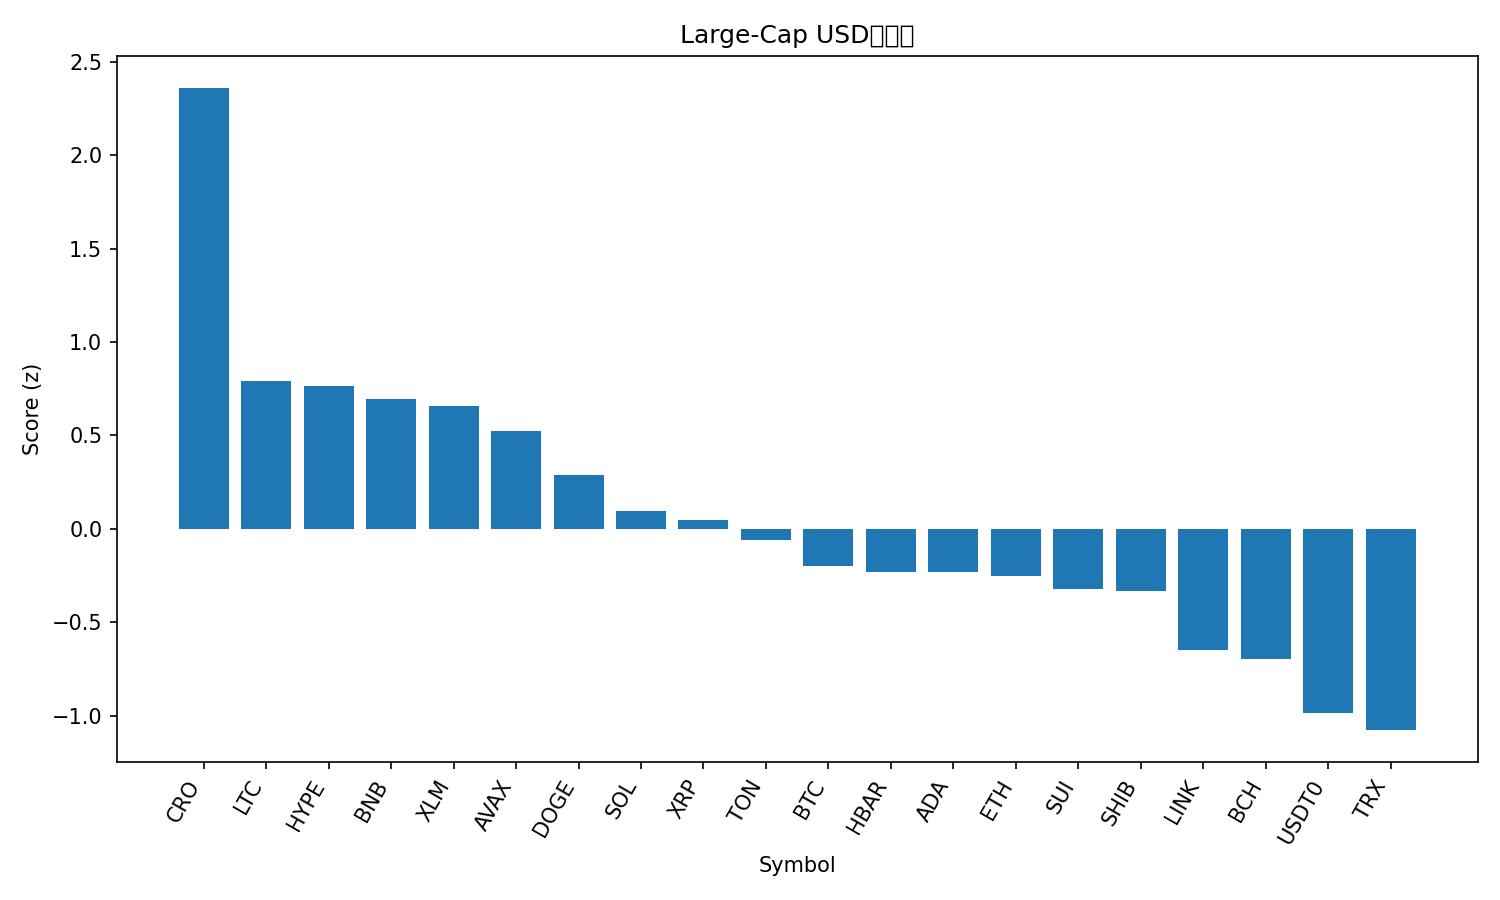 Large-Cap USD
2.5
2.0
1.5
1.0
0.5
0.0
−0.5
−1.0
Score (z)
CRO
LTC
HYPE
BNB
XLM
AVAX
DOGE
SOL
XRP
TON
BTC
HBAR
ADA
ETH
SUI
SHIB
LINK
BCH
USDT0
TRX
Symbol